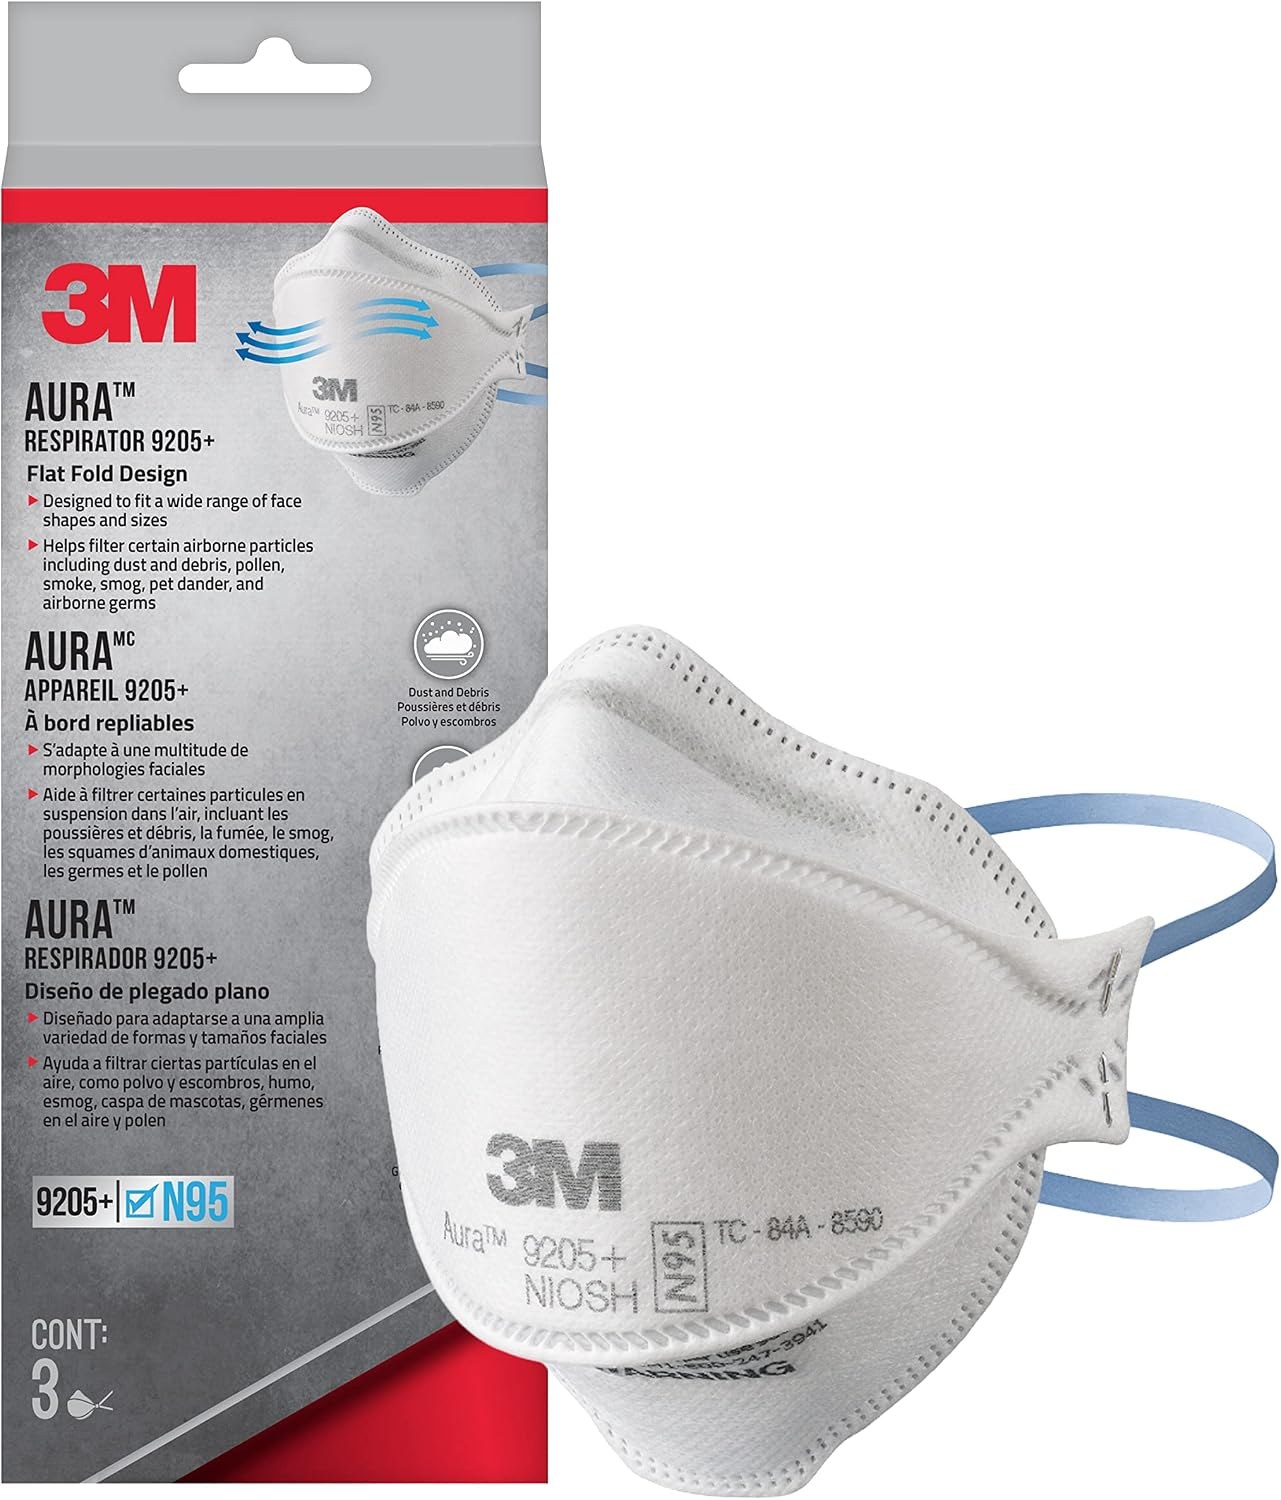 3M
AURA™
RESPIRATOR 9205+
Flat Fold Design
Designed to fit a wide range of face
shapes and sizes
Helps filter certain airborne particles
including dust and debris, pollen,
smoke, smog, pet dander, and
airborne germs
AURAMC
APPAREIL 9205+
À bord repliables
S'adapte à une multitude de
morphologies faciales
Aide à filtrer certaines particules en
suspension dans l'air, incluant les
poussières et débris, la fumée, le smog,
les squames d'animaux domestiques,
les germes et le pollen
AURA™
RESPIRADOR 9205+
Diseño de plegado plano
Diseñado para adaptarse a una amplia
variedad de formas y tamaños faciales
Ayuda a filtrar ciertas partículas en el
aire, como polvo y escombros, humo,
esmog, caspa de mascotas, gérmenes
en el aire y polen
9205+ N95
CONT:
3
3M
Aura™ 9205+ N95 TC - 84A - 8590
NIOSH
WARNING
Dust and Debris
Poussières et débris
Polvo y escombros
3M
Aura™ 9205+ N95 TC - 84A - 8590
NIOSH
1-800-247-3941
WARNING